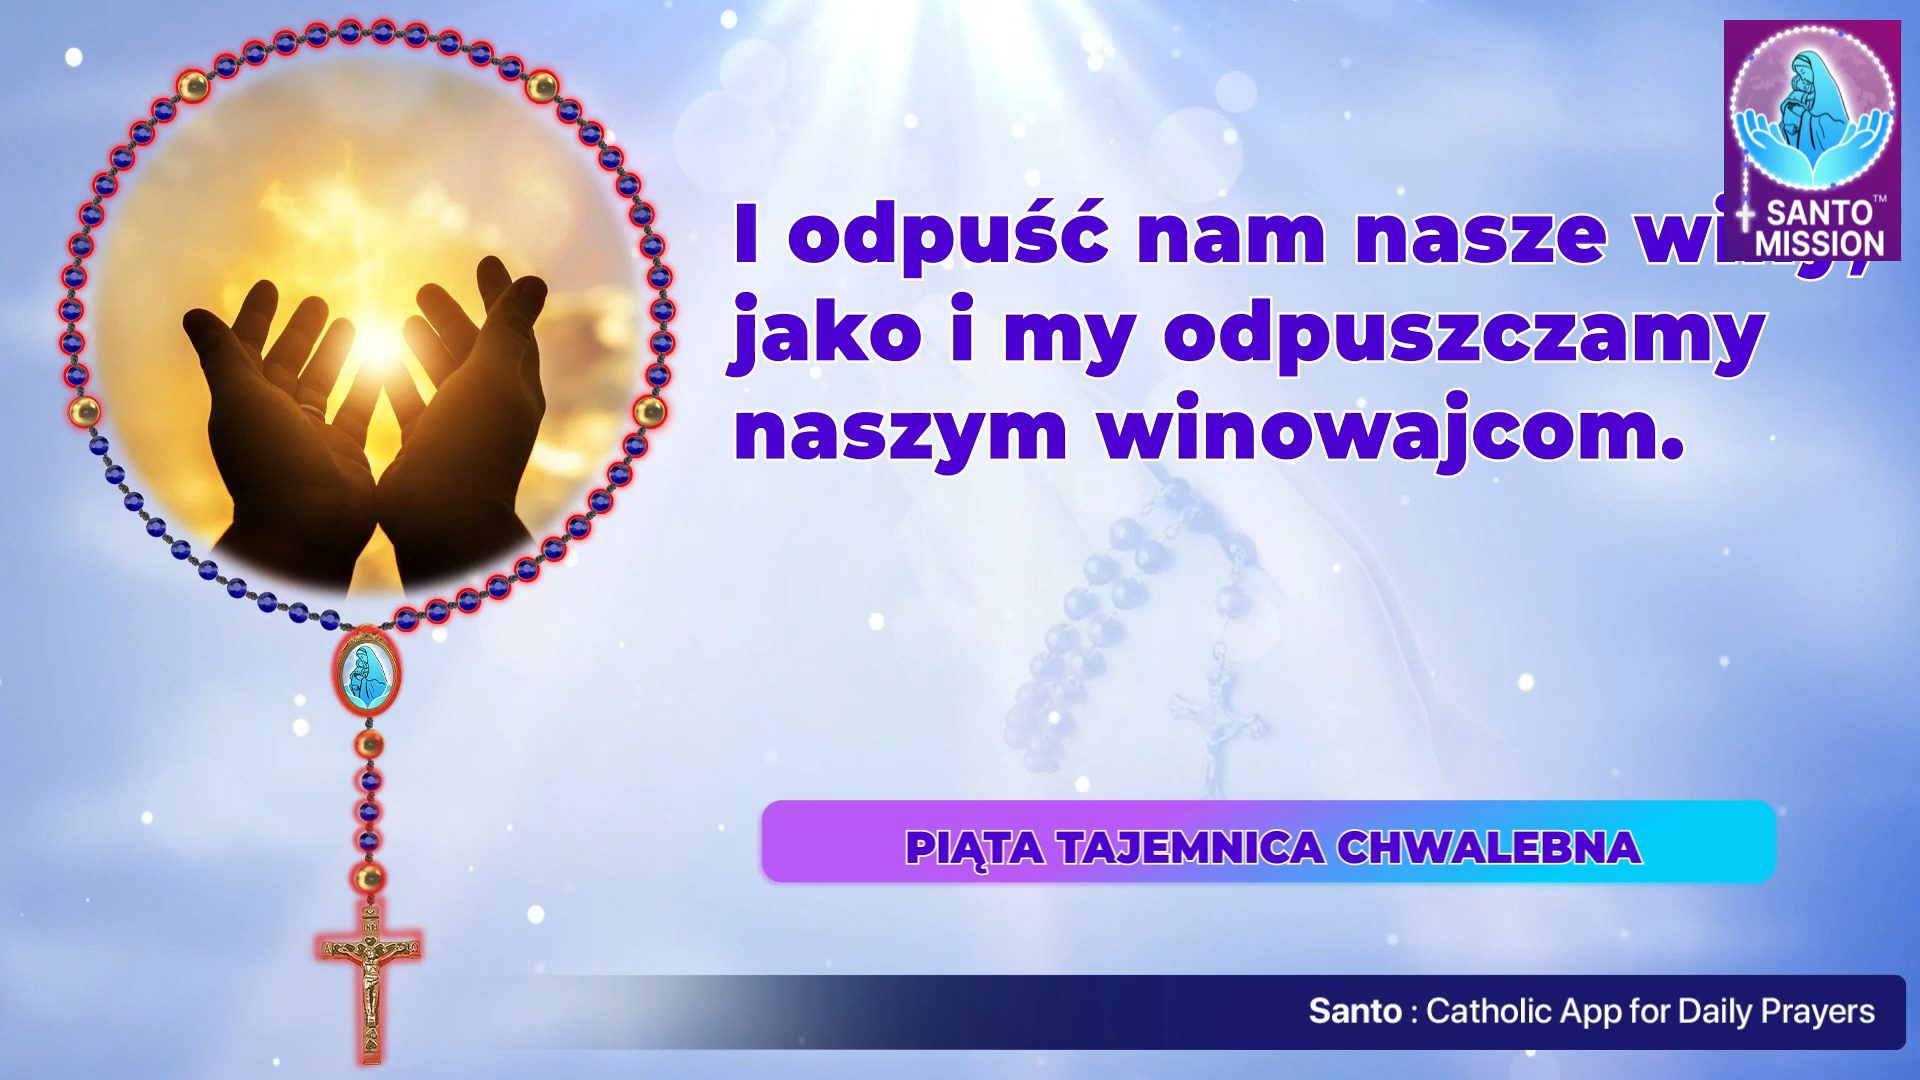 I odpuść nam nasze
jako i my odpuszczamy
naszym winowajcom.
SANTO™
MISSION
PIĄTA TAJEMNICA CHWALEBNA
Santo : Catholic App for Daily Prayers
INRI